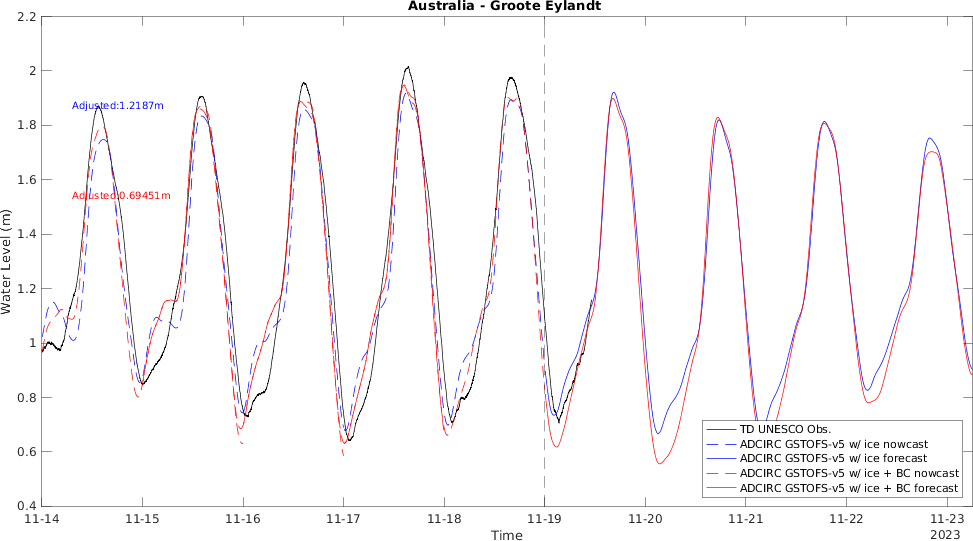 Australia - Groote Eylandt
2.2
2
1.8
1.6
1.4
1.2
1
0.8
0.6
0.4
Water Level (m)
Adjusted:1.2187m
Adjusted:0.69451m
TD UNESCO Obs.
ADCIRC GSTOFS-v5 w/ ice nowcast
ADCIRC GSTOFS-v5 w/ ice forecast
ADCIRC GSTOFS-v5 w/ ice + BC nowcast
ADCIRC GSTOFS-v5 w/ ice + BC forecast
11-14 11-15 11-16 11-17 11-18 11-19 11-20 11-21 11-22 11-23
Time
2023